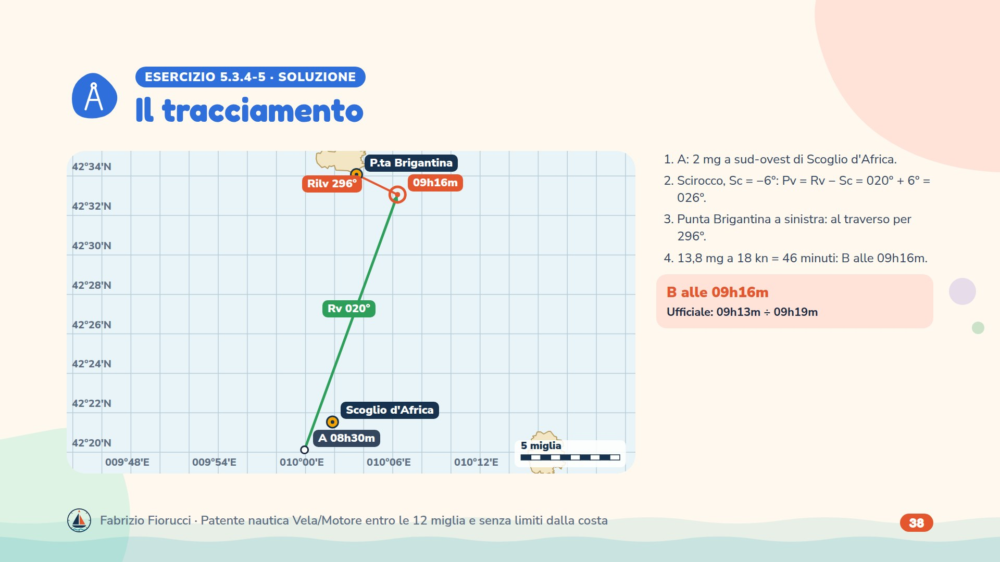 ESERCIZIO 5.3.4-5 · SOLUZIONE
Il tracciamento
42°34'N
42°32'N
42°30'N
42°28'N
42°26'N
42°24'N
42°22'N
42°20'N
009°48'E
009°54'E
010°00'E
010°06'E
010°12'E
P.ta Brigantina
Rilv 296°
09h16m
Rv 020°
Scoglio d'Africa
A 08h30m
5 miglia
1. A: 2 mg a sud-ovest di Scoglio d'Africa.
2. Scirocco, Sc = −6°: Pv = Rv − Sc = 020° + 6° =
026°.
3. Punta Brigantina a sinistra: al traverso per
296°.
4. 13,8 mg a 18 kn = 46 minuti: B alle 09h16m.
B alle 09h16m
Ufficiale: 09h13m ÷ 09h19m
Fabrizio Fiorucci · Patente nautica Vela/Motore entro le 12 miglia e senza limiti dalla costa
38